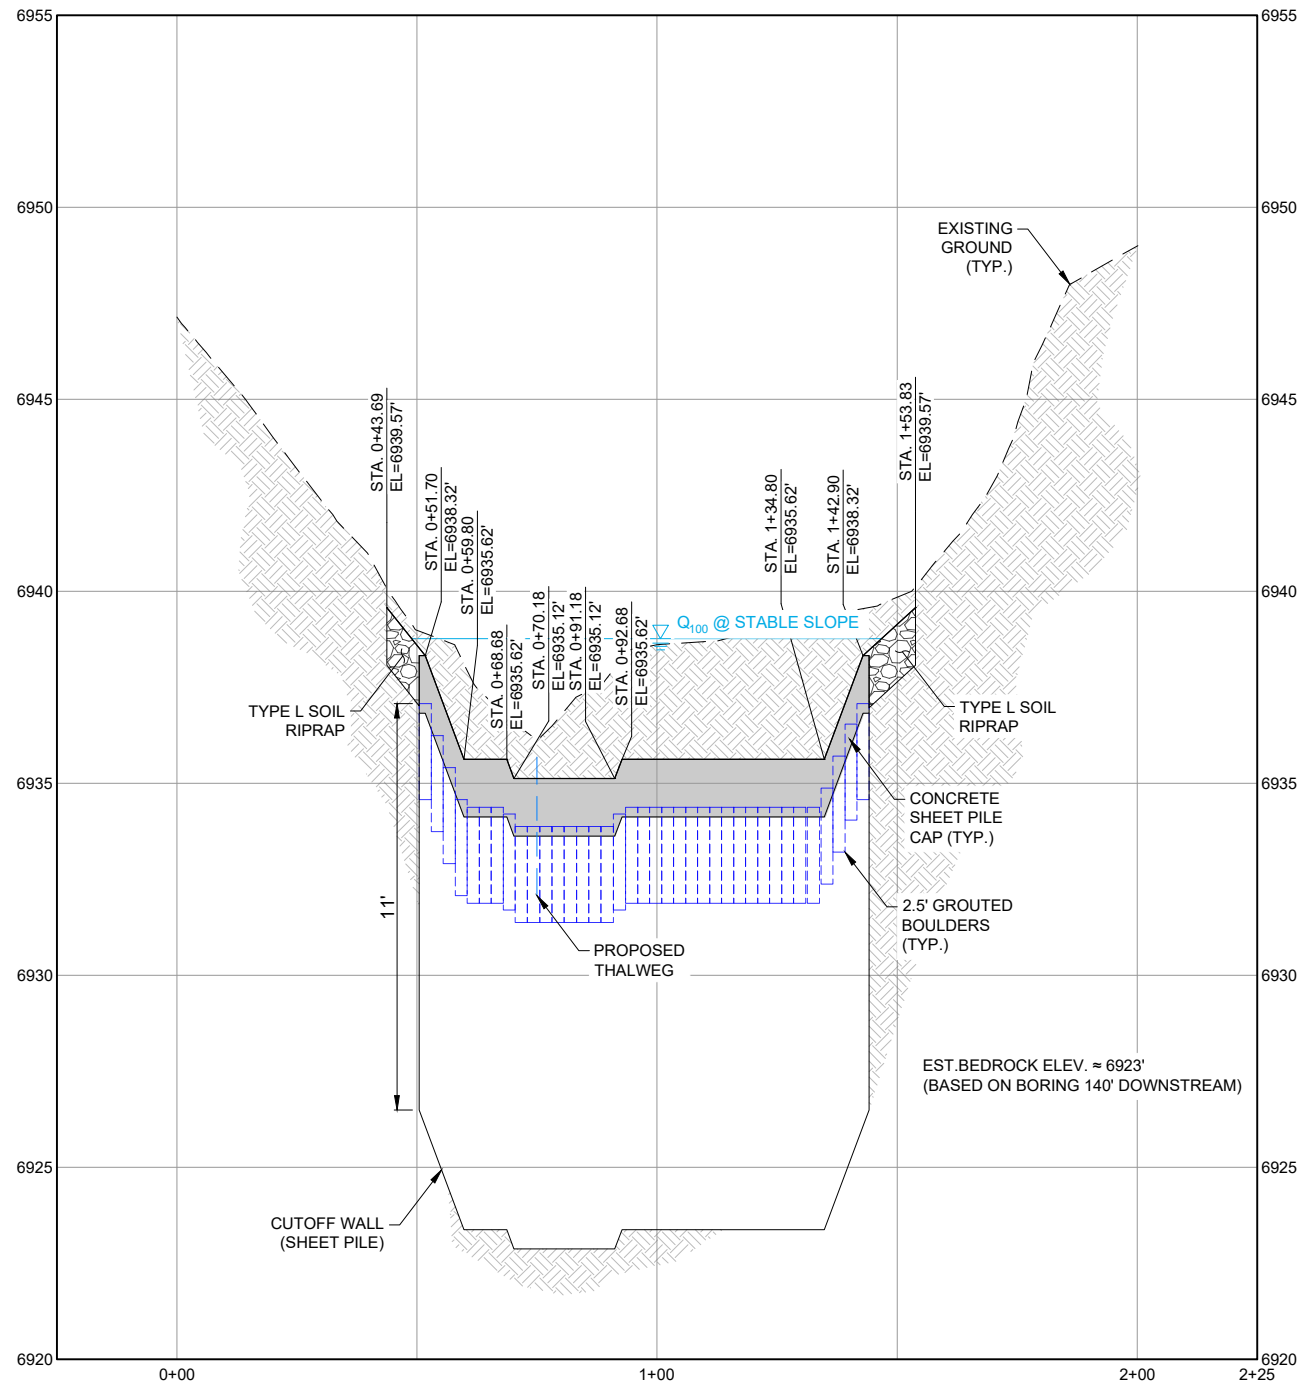 6955
6955
6950
6950
EXISTING
GROUND
(TYP.)
6945
6945
STA. 0+43.69
EL=6939.57'
STA. 0+51.70
EL=6938.32'
STA. 0+59.80
EL=6935.62'
STA. 0+68.68
EL=6935.62'
STA. 0+70.18
EL=6935.12'
STA. 0+91.18
EL=6935.12'
STA. 0+92.68
EL=6935.62'
STA. 1+34.80
EL=6935.62'
STA. 1+42.90
EL=6938.32'
STA. 1+53.83
EL=6939.57'
6940
6940
Q100 @ STABLE SLOPE
TYPE L SOIL
RIPRAP
TYPE L SOIL
RIPRAP
6935
6935
CONCRETE
SHEET PILE
CAP (TYP.)
11'
2.5' GROUTED
BOULDERS
(TYP.)
PROPOSED
THALWEG
6930
6930
EST.BEDROCK ELEV. ≈ 6923'
(BASED ON BORING 140' DOWNSTREAM)
6925
6925
CUTOFF WALL
(SHEET PILE)
6920
6920
0+00
1+00
2+00
2+25